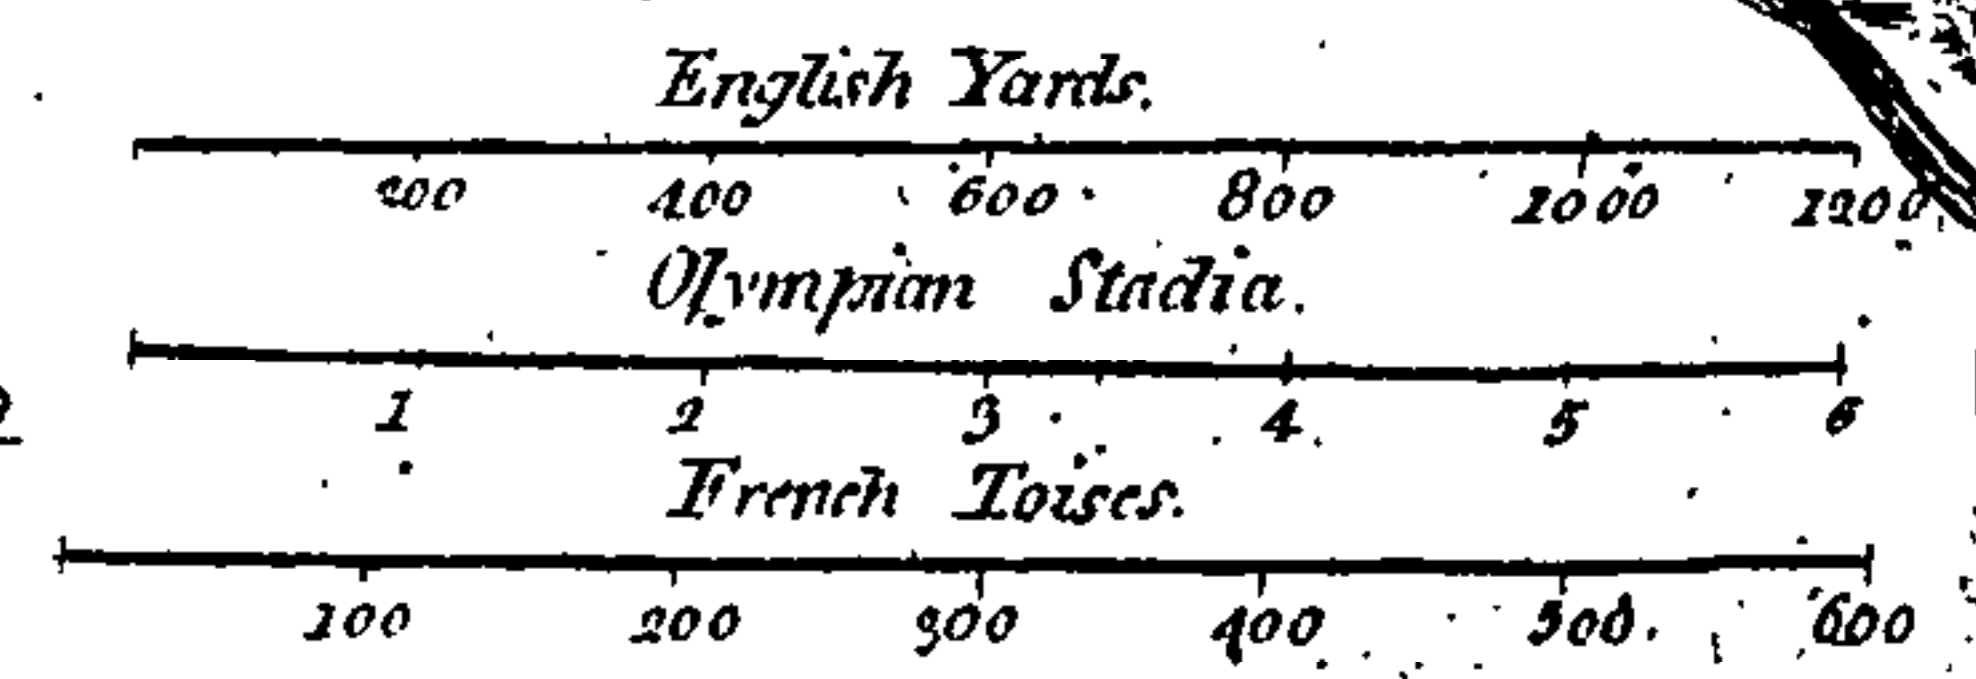 English Yards.
200 400 600 800 1000 1200
Olympian Stadia.
1 2 3 4 5 6
French Toises.
100 200 300 400 500 600